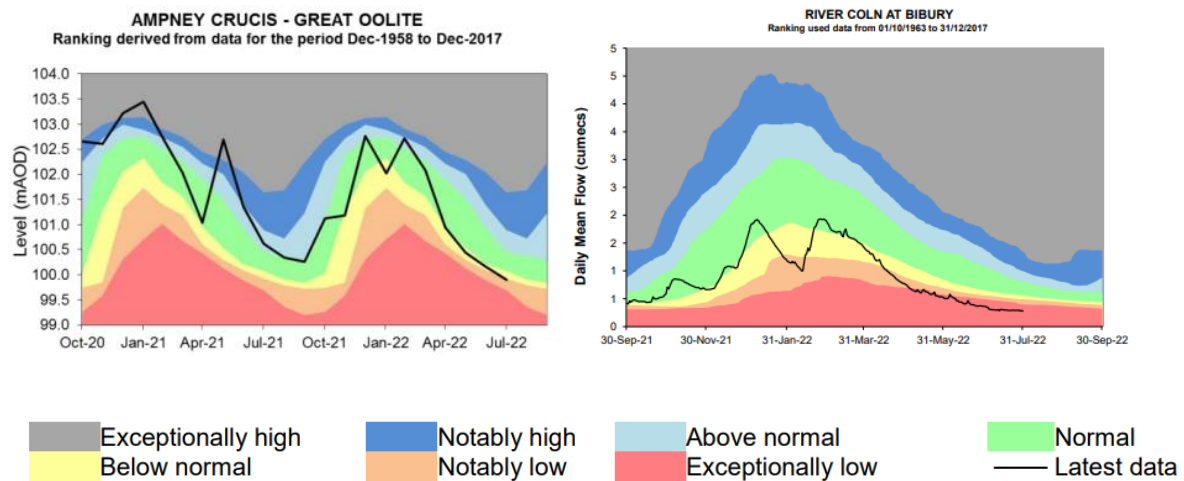 AMPNEY CRUCIS - GREAT OOLITE
Ranking derived from data for the period Dec-1958 to Dec-2017
Level (mAOD)
104.0
103.5
103.0
102.5
102.0
101.5
101.0
100.5
100.0
99.5
99.0
Oct-20 Jan-21 Apr-21 Jul-21 Oct-21 Jan-22 Apr-22 Jul-22
RIVER COLN AT BIBURY
Ranking used data from 01/10/1963 to 31/12/2017
Daily Mean Flow (cumecs)
5
5
4
4
3
3
2
2
1
1
0
30-Sep-21 30-Nov-21 31-Jan-22 31-Mar-22 31-May-22 31-Jul-22 30-Sep-22
Exceptionally high Notably high Above normal Normal
Below normal Notably low Exceptionally low Latest data